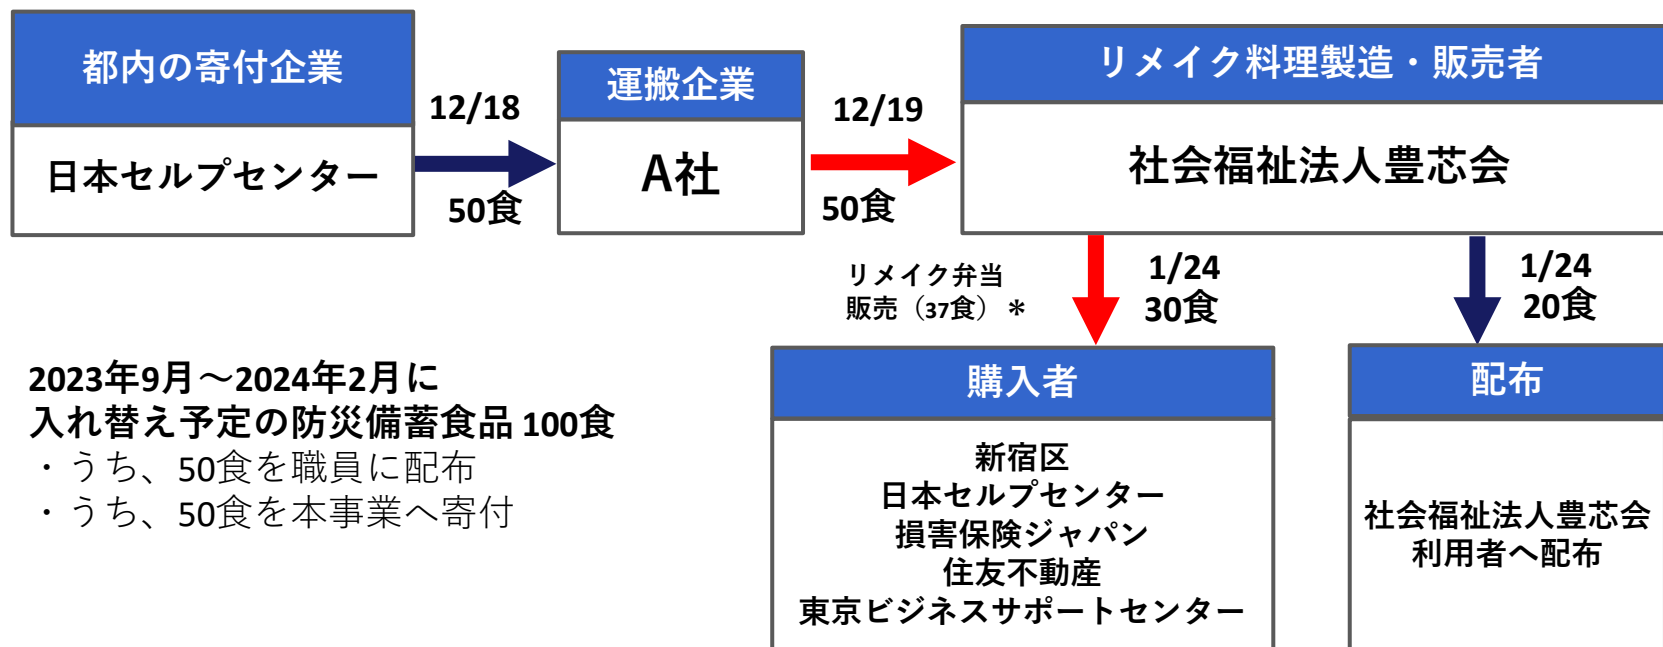 都内の寄付企業
日本セルプセンター
12/18
50食
運搬企業
A社
12/19
50食
リメイク料理製造・販売者
社会福祉法人豊芯会
リメイク弁当
販売（37食）＊
1/24
30食
1/24
20食
2023年9月～2024年2月に
入れ替え予定の防災備蓄食品 100食
・うち、50食を職員に配布
・うち、50食を本事業へ寄付
購入者
新宿区
日本セルプセンター
損害保険ジャパン
住友不動産
東京ビジネスサポートセンター
配布
社会福祉法人豊芯会
利用者へ配布